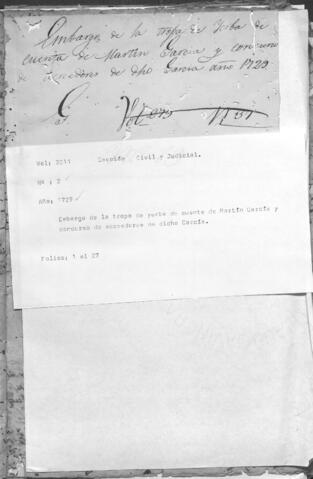 Embargo de la tropa de Yerba de
cuenta de Martin Garcia y concurso
de acredores de dho Garcia año 1729
Vol: 2011 Sección Civil y Judicial.
Nº : 2
Año: 1729
Embargo de la tropa de yerba de cuenta de Martín García y
concurso de acreedores de dicho García.
Folios: 1 al 27